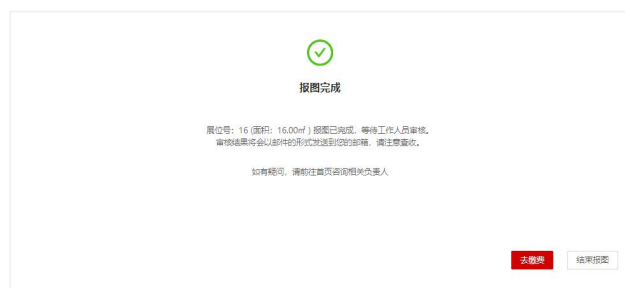 报图完成
展位号：16 (面积：16.00㎡ ) 报图已完成，等待工作人员审核。
审核结果将会以邮件的形式发送到您的邮箱，请注意查收。
如有疑问，请前往首页咨询相关负责人
去缴费
结束报图